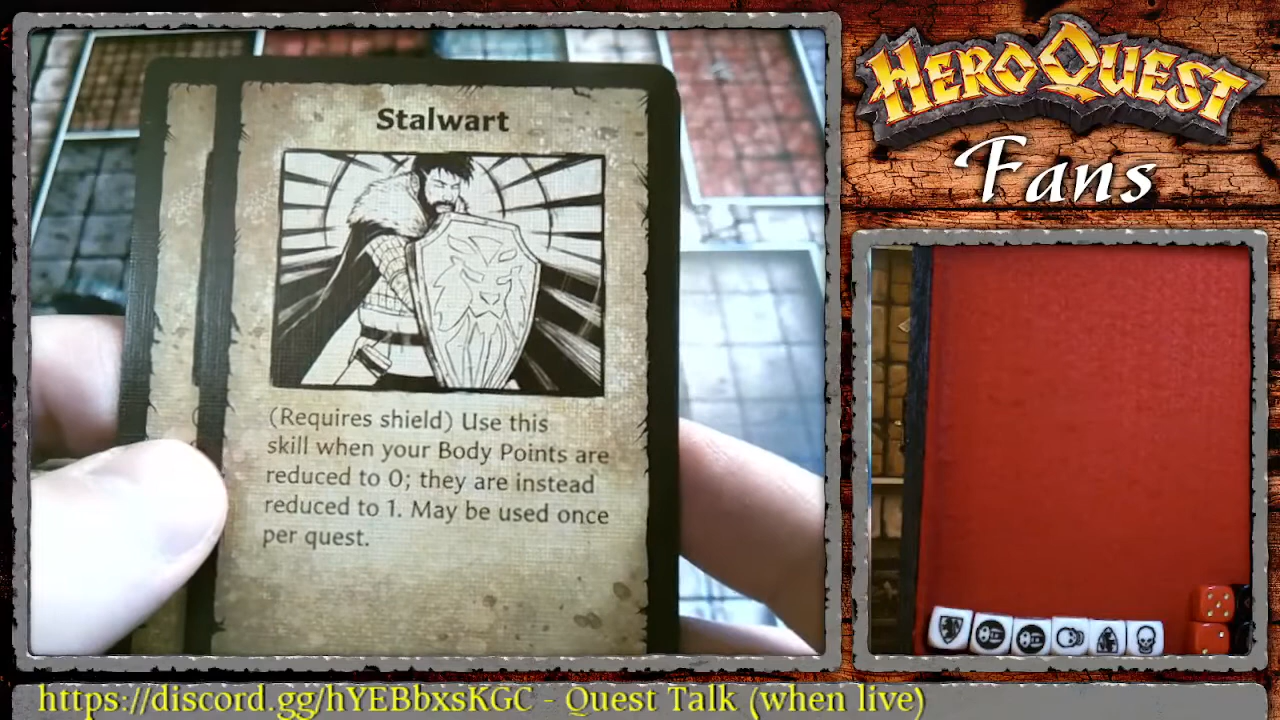 Stalwart
(Requires shield) Use this
skill when your Body Points are
reduced to 0; they are instead
reduced to 1. May be used once
per quest.
HEROQUEST
Fans
https://discord.gg/hYEBbxsKGC - Quest Talk (when live)